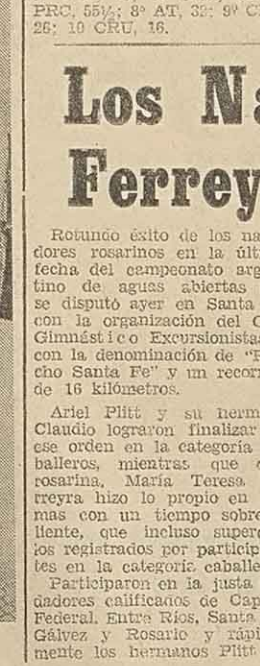 PRC, 55½; 8º AT, 32; 9º C
26; 10 CRU, 16.
Los Na
Ferrey
Rotundo éxito de los na
dores rosarinos en la últi
fecha del campeonato arg
tino de aguas abiertas
se disputó ayer en Santa
con la organización del C
Gimnástico Excursionistas
con la denominación de
cho Santa Fe" y un recorr
de 16 kilómetros.
Ariel Plitt y su herm
Claudio lograron finalizar
ese orden en la categoría
balleros, mientras que
rosarina, María Teresa
rreyra hizo lo propio en
mas con un tiempo sobre
liente, que incluso super
los registrados por particip
tes en la categoría caballe
Participaron en la justa
dadores calificados de Cap
Federal, Entre Ríos, Santa
Gálvez y Rosario y rápi
mente los hermanos Plitt